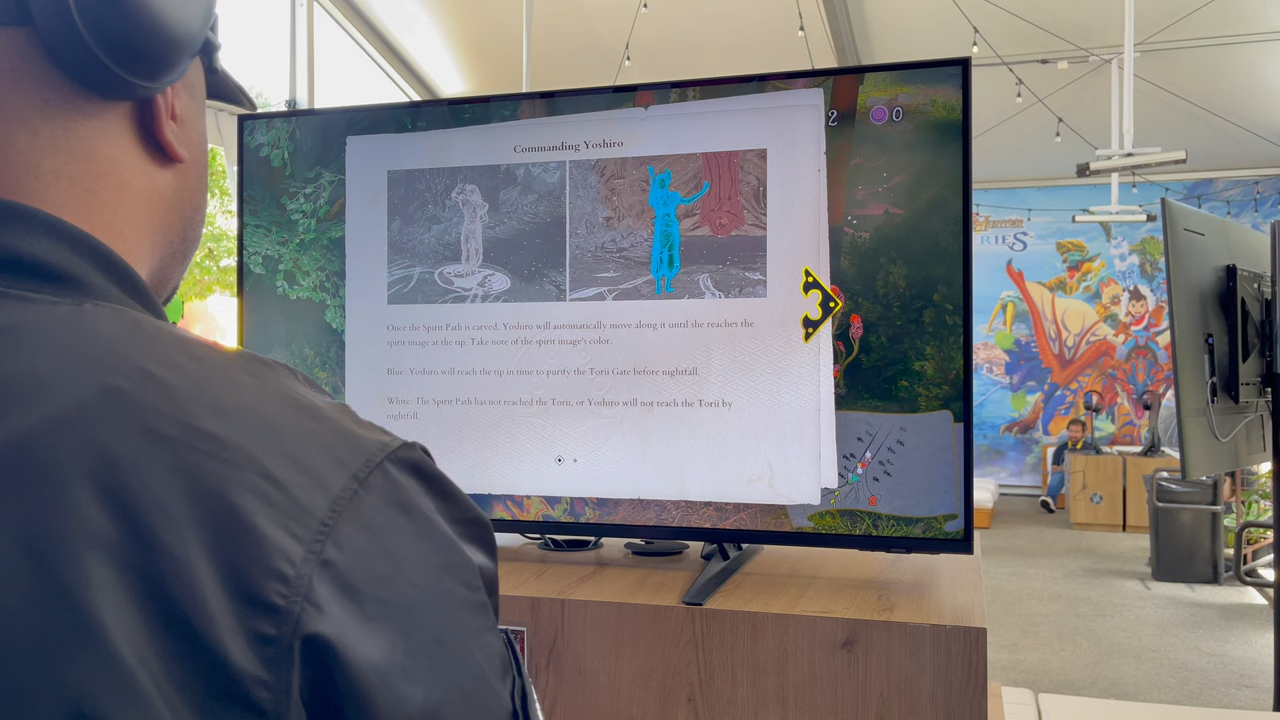 2
0
Commanding Yoshiro
Once the Spirit Path is carved, Yoshiro will automatically move along it until she reaches the
spirit image at the tip. Take note of the spirit image's color.
Blue: Yoshiro will reach the tip in time to purify the Torii Gate before nightfall.
White: The Spirit Path has not reached the Torii, or Yoshiro will not reach the Torii by
nightfall.
RIES